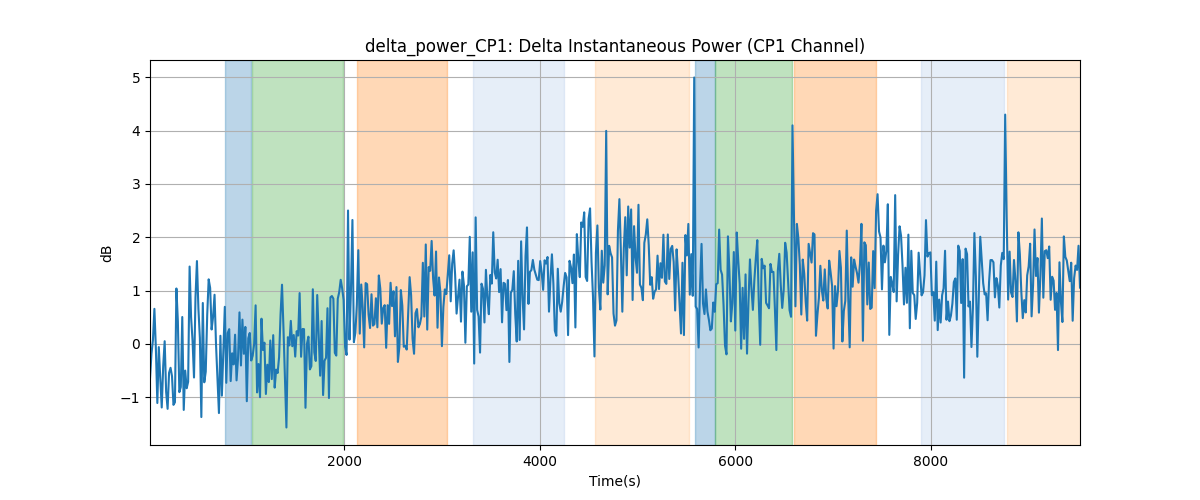 delta_power_CP1: Delta Instantaneous Power (CP1 Channel)
5
4
3
2
1
0
−1
dB
2000 4000 6000 8000
Time(s)